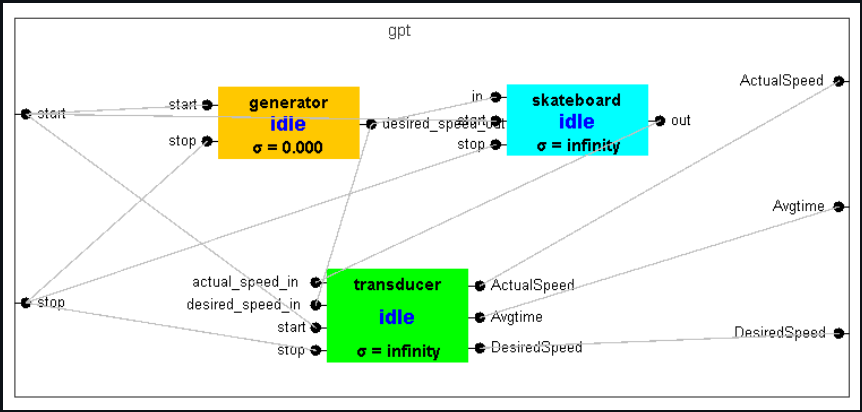 gpt
start
stop
start
stop
generator
idle
σ = 0.000
desired_speed_out
in
start
stop
skateboard
idle
σ = infinity
out
ActualSpeed
Avgtime
DesiredSpeed
actual_speed_in
desired_speed_in
start
stop
transducer
idle
σ = infinity
ActualSpeed
Avgtime
DesiredSpeed